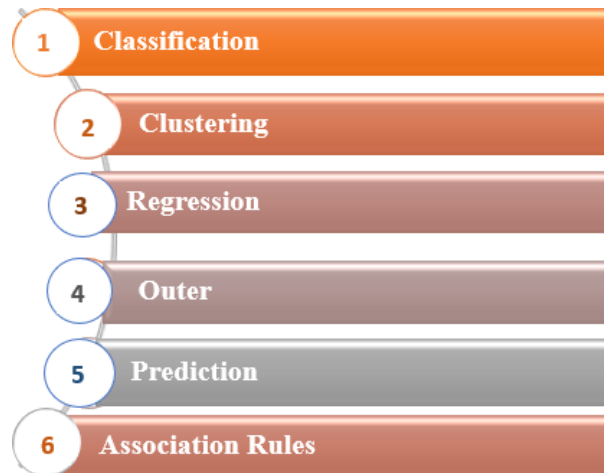 1 Classification
2 Clustering
3 Regression
4 Outer
5 Prediction
6 Association Rules